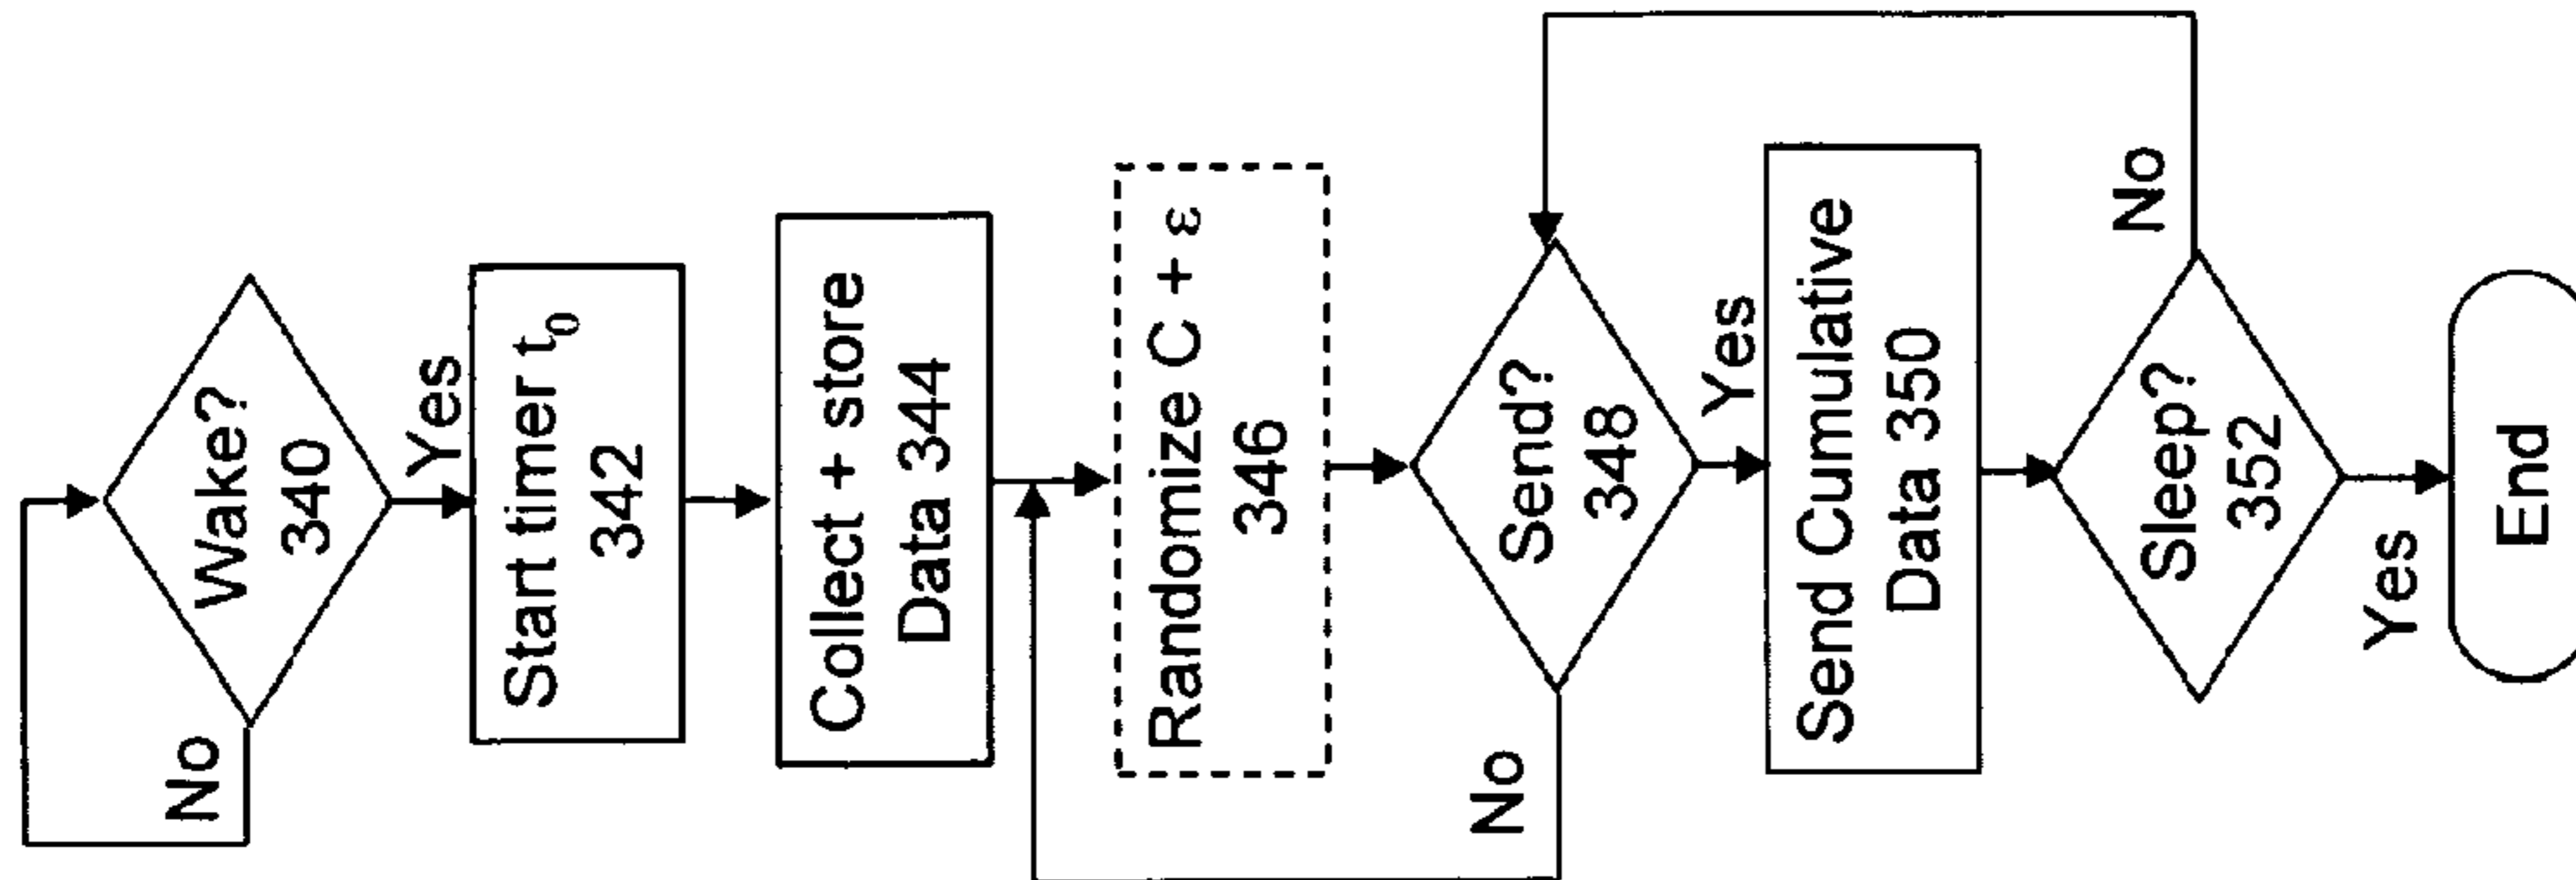 No
Wake?
340
Yes
Start timer t₀
342
Collect + store
Data 344
Randomize C + ε
346
No
Send?
348
Yes
Send Cumulative
Data 350
No
Sleep?
352
Yes
End